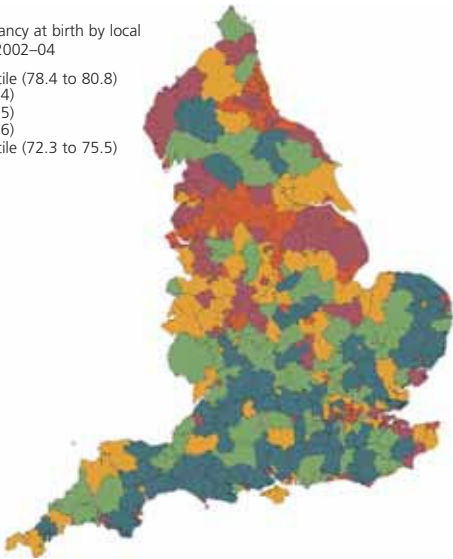 ancy at birth by local
2002–04
tile (78.4 to 80.8)
4)
5)
6)
tile (72.3 to 75.5)